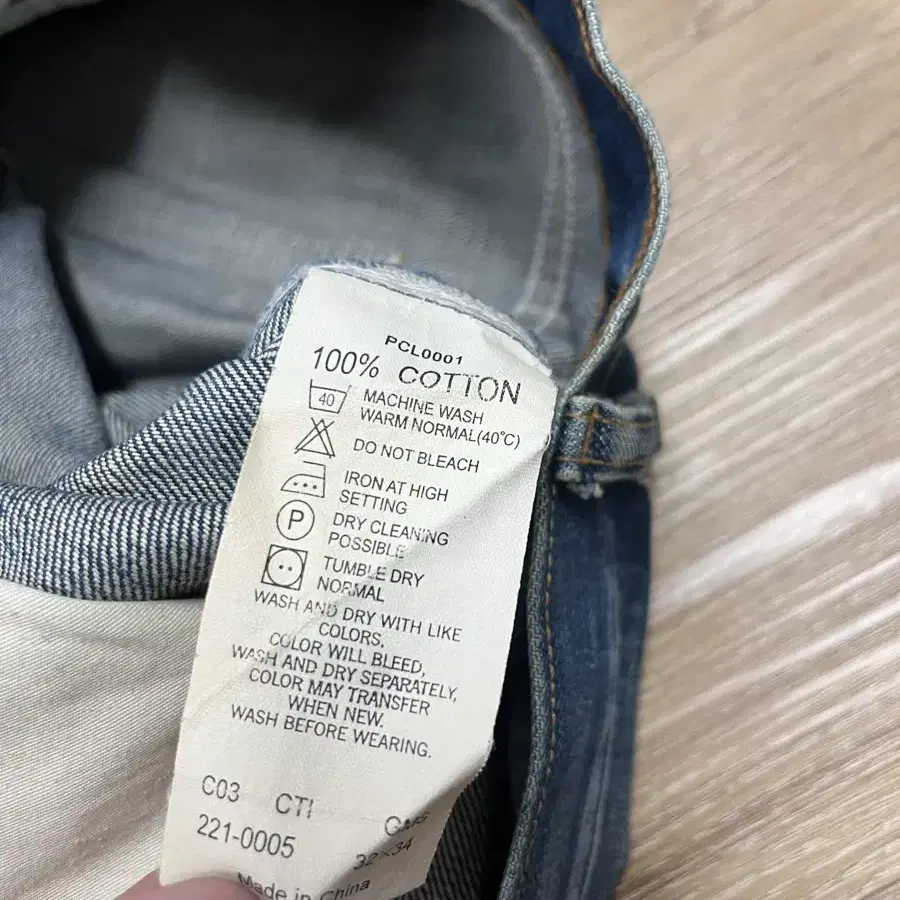 PCL0001
100% COTTON
40
MACHINE WASH
WARM NORMAL(40°C)
DO NOT BLEACH
IRON AT HIGH
SETTING
P
DRY CLEANING
POSSIBLE
TUMBLE DRY
NORMAL
WASH AND DRY WITH LIKE
COLORS,
COLOR WILL BLEED,
WASH AND DRY SEPARATELY,
COLOR MAY TRANSFER
WHEN NEW.
WASH BEFORE WEARING.
C03 CTI
221-0005
32×34
Made in China